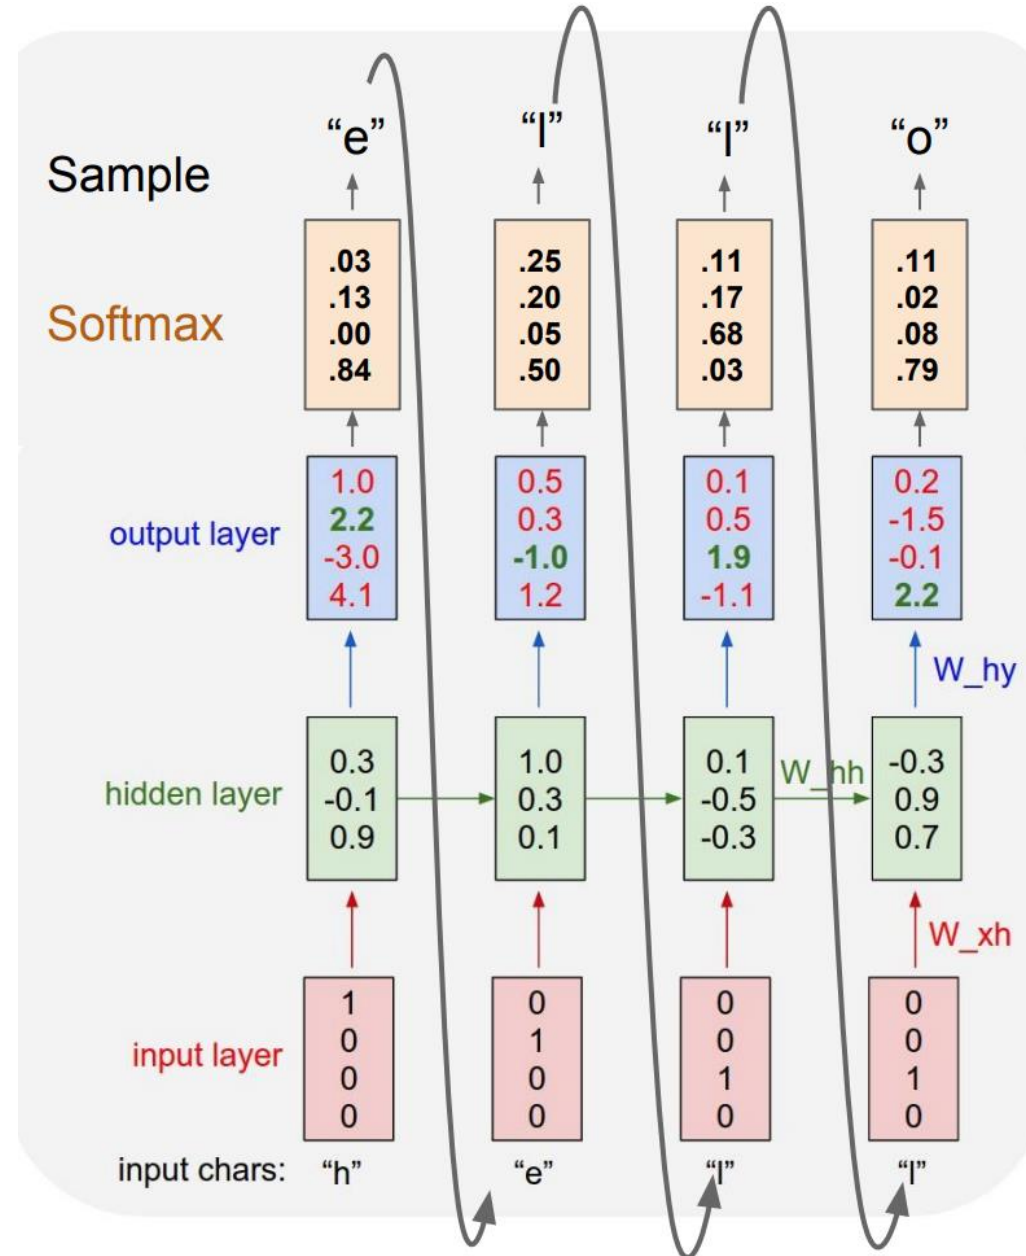 “e” “l” “l” “o”
Sample
.03 .25 .11 .11
.13 .20 .17 .02
.00 .05 .68 .08
.84 .50 .03 .79
Softmax
1.0 0.5 0.1 0.2
2.2 0.3 0.5 -1.5
-3.0 -1.0 1.9 -0.1
4.1 1.2 -1.1 2.2
output layer
W_hy
0.3 1.0 0.1 -0.3
-0.1 0.3 -0.5 0.9
0.9 0.1 -0.3 0.7
hidden layer
W_hh
W_xh
1 0 0 0
0 1 0 0
0 0 1 1
0 0 0 0
input layer
input chars: “h” “e” “l” “l”